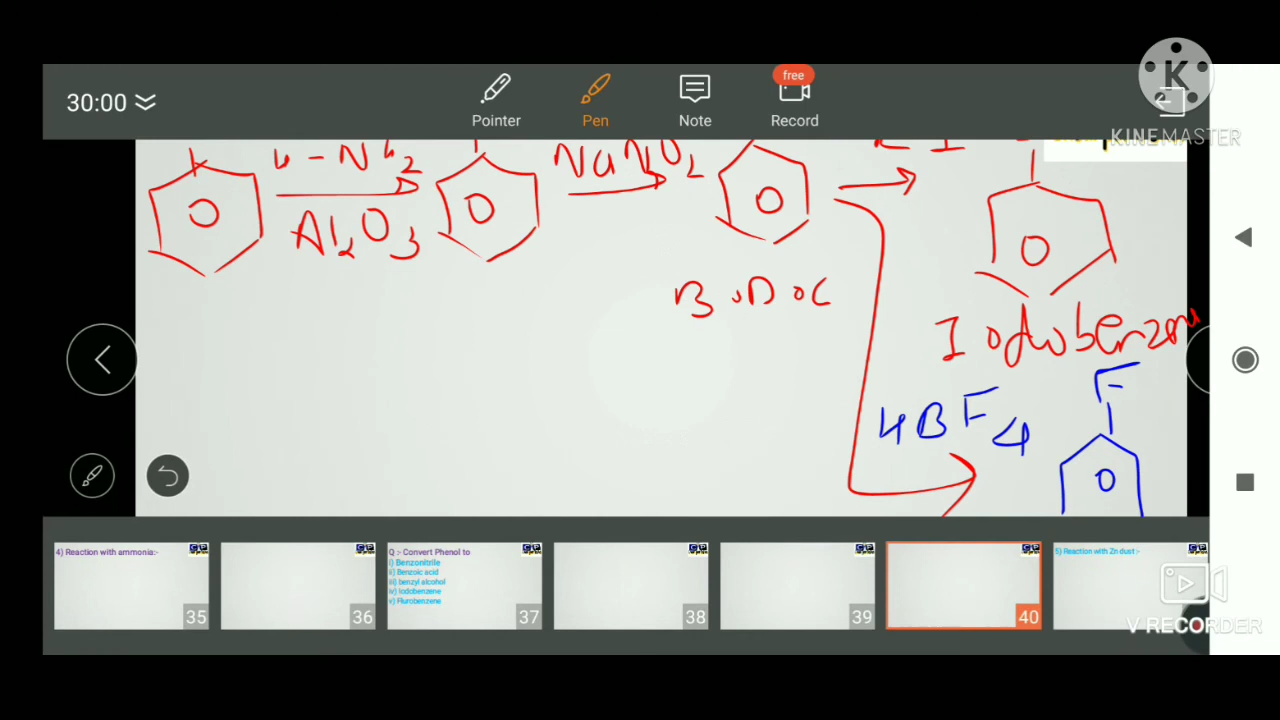 free
30:00
Pointer
Pen
Note
Record
KINEMASTER
H-NH2
NaNO2
KI
Al2O3
B.D.C
Iodobenzene
F
HBF4
4) Reaction with ammonia:-
35
36
Q :- Convert Phenol to
i) Benzonitrile
ii) Benzoic acid
iii) benzyl alcohol
iv) Iodobenzene
v) Flurobenzene
37
38
39
40
5) Reaction with Zn dust :-
V RECORDER